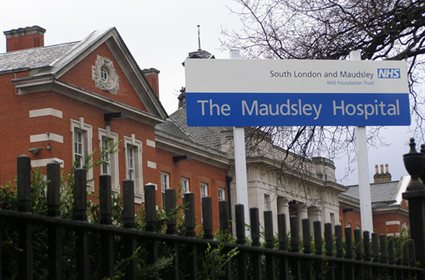 South London and Maudsley NHS
NHS Foundation Trust
The Maudsley Hospital